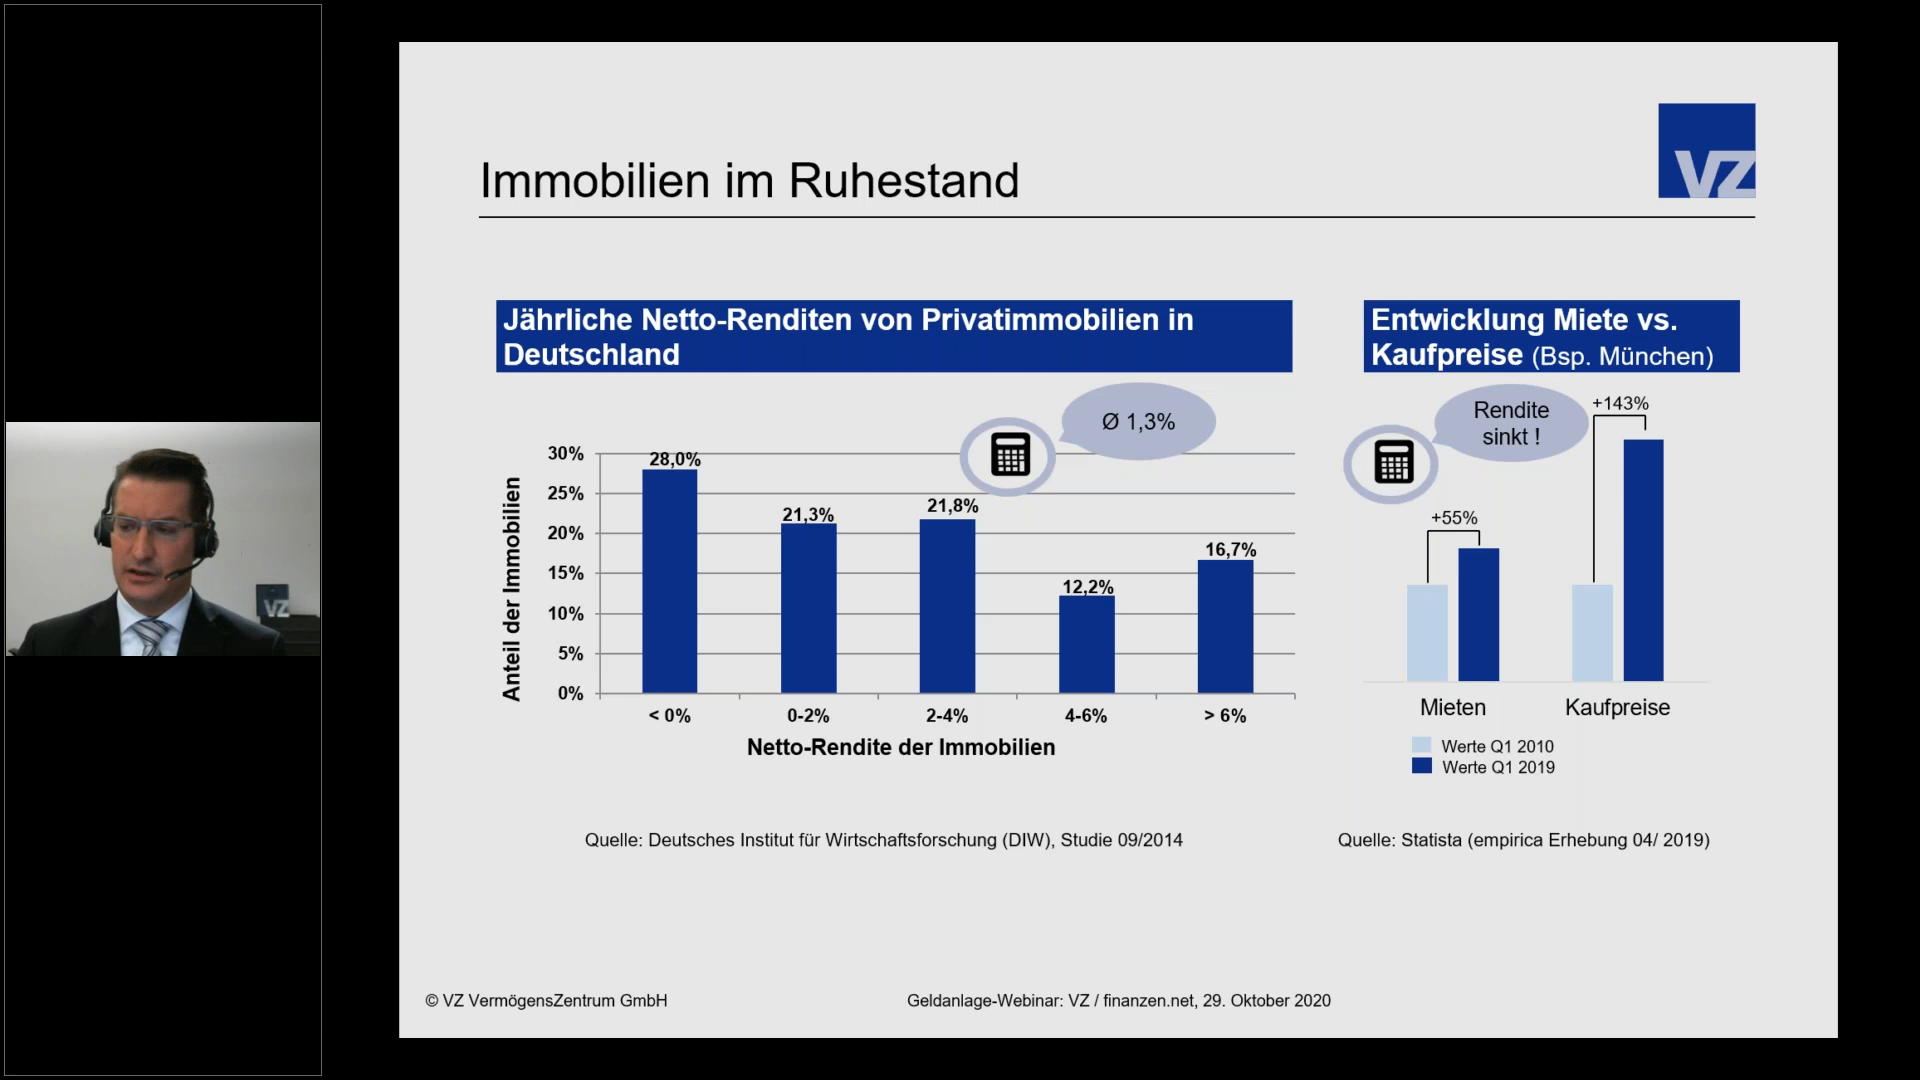 VZ
Immobilien im Ruhestand
Jährliche Netto-Renditen von Privatimmobilien in
Deutschland
Ø 1,3%
Anteil der Immobilien
30%
25%
20%
15%
10%
5%
0%
28,0%
21,3%
21,8%
12,2%
16,7%
< 0%
0-2%
2-4%
4-6%
> 6%
Netto-Rendite der Immobilien
Quelle: Deutsches Institut für Wirtschaftsforschung (DIW), Studie 09/2014
Entwicklung Miete vs.
Kaufpreise (Bsp. München)
Rendite
sinkt !
+143%
+55%
Mieten
Kaufpreise
Werte Q1 2010
Werte Q1 2019
Quelle: Statista (empirica Erhebung 04/ 2019)
VZ
© VZ VermögensZentrum GmbH
Geldanlage-Webinar: VZ / finanzen.net, 29. Oktober 2020